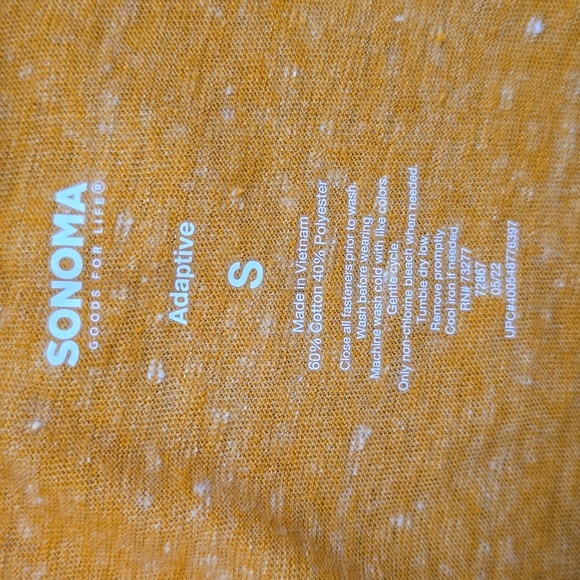 SONOMA
GOODS FOR LIFE®
Adaptive
S
Made in Vietnam
60% Cotton 40% Polyester
Close all fasteners prior to wash.
Wash before wearing.
Machine wash cold with like colors.
Gentle cycle.
Only non-chlorine bleach when needed.
Tumble dry low.
Remove promptly.
Cool iron if needed.
RN# 73277
72867
05/22
UPC#400548776397